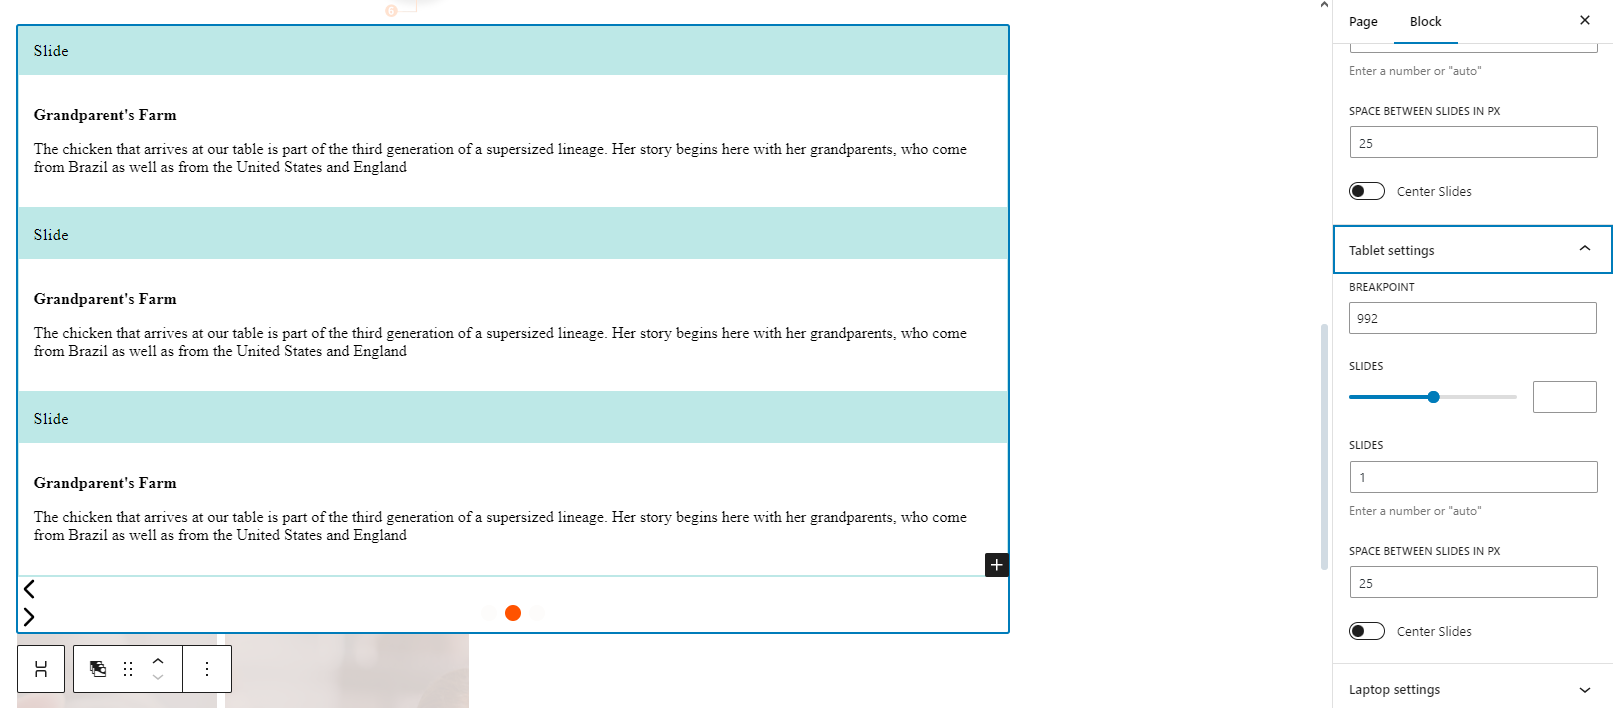 6
Slide
Grandparent's Farm
The chicken that arrives at our table is part of the third generation of a supersized lineage. Her story begins here with her grandparents, who come
from Brazil as well as from the United States and England
Slide
Grandparent's Farm
The chicken that arrives at our table is part of the third generation of a supersized lineage. Her story begins here with her grandparents, who come
from Brazil as well as from the United States and England
Slide
Grandparent's Farm
The chicken that arrives at our table is part of the third generation of a supersized lineage. Her story begins here with her grandparents, who come
from Brazil as well as from the United States and England
Page Block
Enter a number or "auto"
SPACE BETWEEN SLIDES IN PX
25
Center Slides
Tablet settings
BREAKPOINT
992
SLIDES
SLIDES
1
Enter a number or "auto"
SPACE BETWEEN SLIDES IN PX
25
Center Slides
Laptop settings